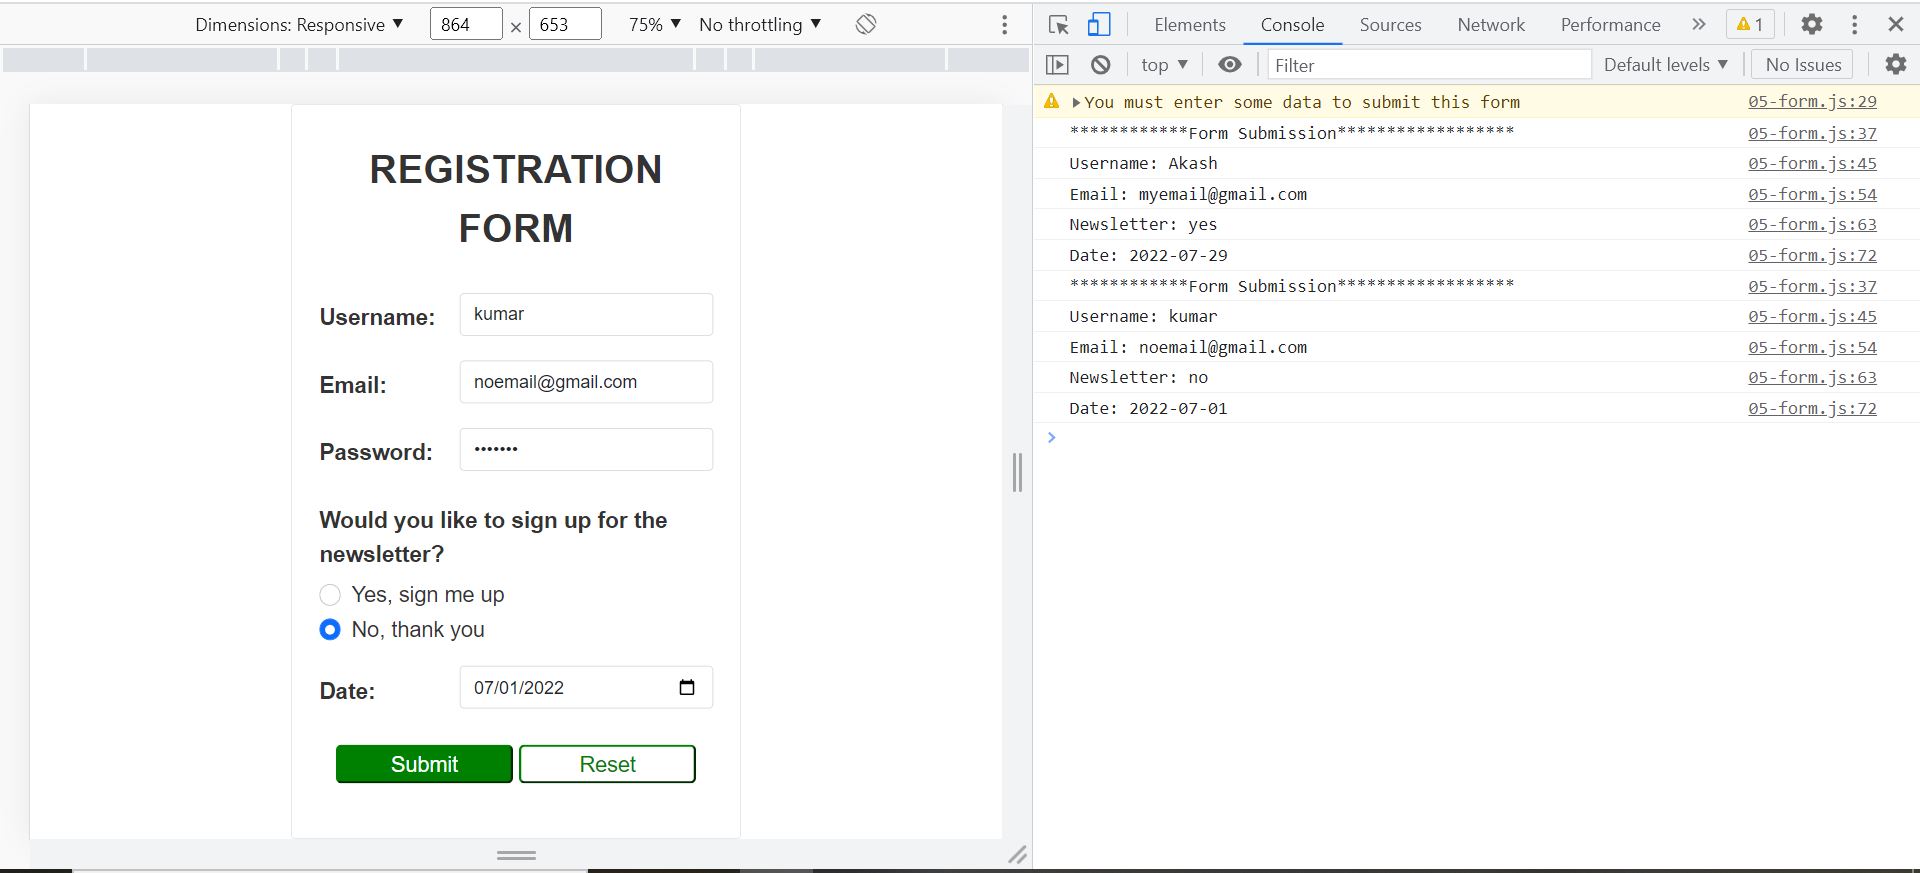 Dimensions: Responsive ▼ 864 × 653 75% ▼ No throttling ▼
Elements Console Sources Network Performance » 1
top ▼ Filter Default levels ▼ No Issues
REGISTRATION
FORM
Username: kumar
Email: noemail@gmail.com
Password: •••••••
Would you like to sign up for the
newsletter?
Yes, sign me up
No, thank you
Date: 07/01/2022
Submit Reset
You must enter some data to submit this form 05-form.js:29
************Form Submission****************** 05-form.js:37
Username: Akash 05-form.js:45
Email: myemail@gmail.com 05-form.js:54
Newsletter: yes 05-form.js:63
Date: 2022-07-29 05-form.js:72
************Form Submission****************** 05-form.js:37
Username: kumar 05-form.js:45
Email: noemail@gmail.com 05-form.js:54
Newsletter: no 05-form.js:63
Date: 2022-07-01 05-form.js:72